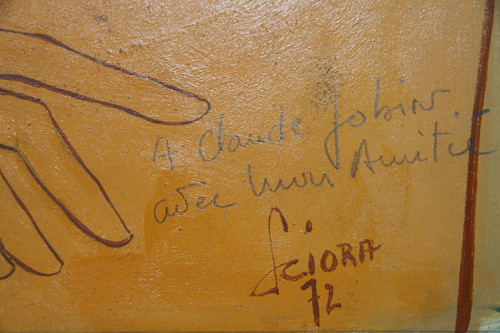 A Claude Jobin
avec mon Amitié
SCIORA
72